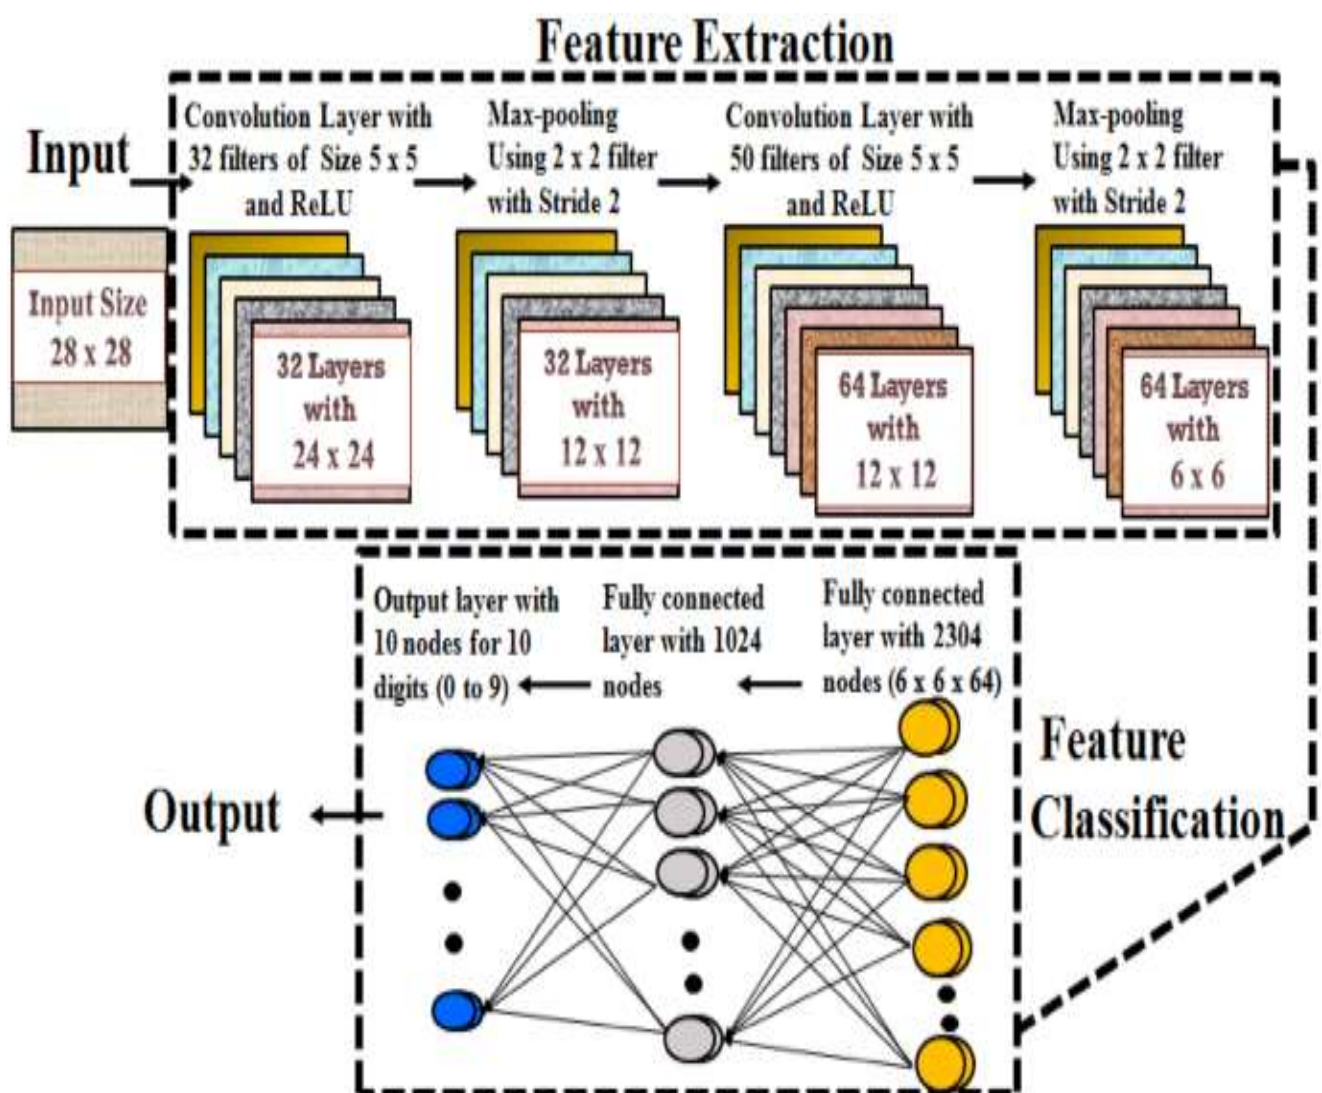 Feature Extraction
Input
Convolution Layer with
32 filters of Size 5 x 5
and ReLU
Max-pooling
Using 2 x 2 filter
with Stride 2
Convolution Layer with
50 filters of Size 5 x 5
and ReLU
Max-pooling
Using 2 x 2 filter
with Stride 2
Input Size
28 x 28
32 Layers
with
24 x 24
32 Layers
with
12 x 12
64 Layers
with
12 x 12
64 Layers
with
6 x 6
Output layer with
10 nodes for 10
digits (0 to 9)
Fully connected
layer with 1024
nodes
Fully connected
layer with 2304
nodes (6 x 6 x 64)
Feature
Classification
Output